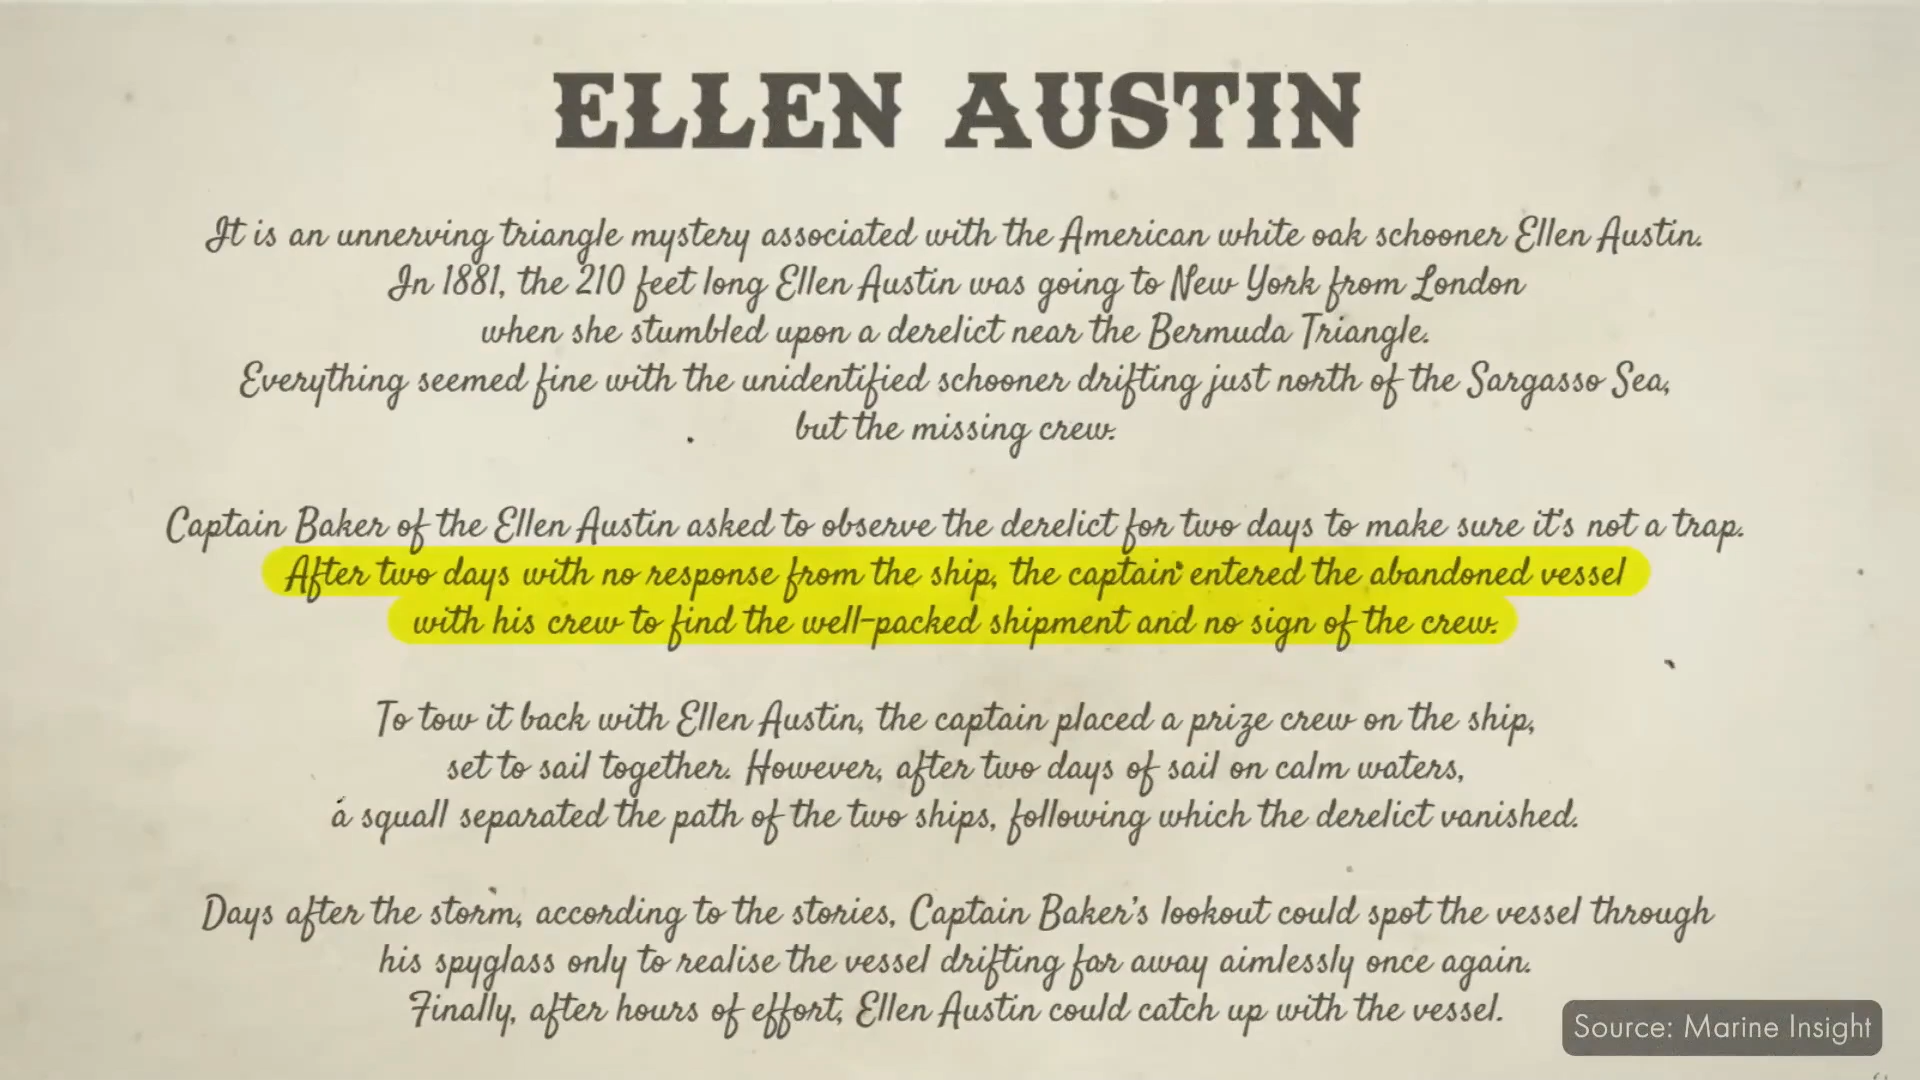 ELLEN AUSTIN
It is an unnerving triangle mystery associated with the American white oak schooner Ellen Austin.
In 1881, the 210 feet long Ellen Austin was going to New York from London
when she stumbled upon a derelict near the Bermuda Triangle.
Everything seemed fine with the unidentified schooner drifting just north of the Sargasso Sea,
but the missing crew.
Captain Baker of the Ellen Austin asked to observe the derelict for two days to make sure it's not a trap.
After two days with no response from the ship, the captain entered the abandoned vessel
with his crew to find the well-packed shipment and no sign of the crew.
To tow it back with Ellen Austin, the captain placed a prize crew on the ship,
set to sail together. However, after two days of sail on calm waters,
a squall separated the path of the two ships, following which the derelict vanished.
Days after the storm, according to the stories, Captain Baker's lookout could spot the vessel through
his spyglass only to realise the vessel drifting far away aimlessly once again.
Finally, after hours of effort, Ellen Austin could catch up with the vessel.
Source: Marine Insight